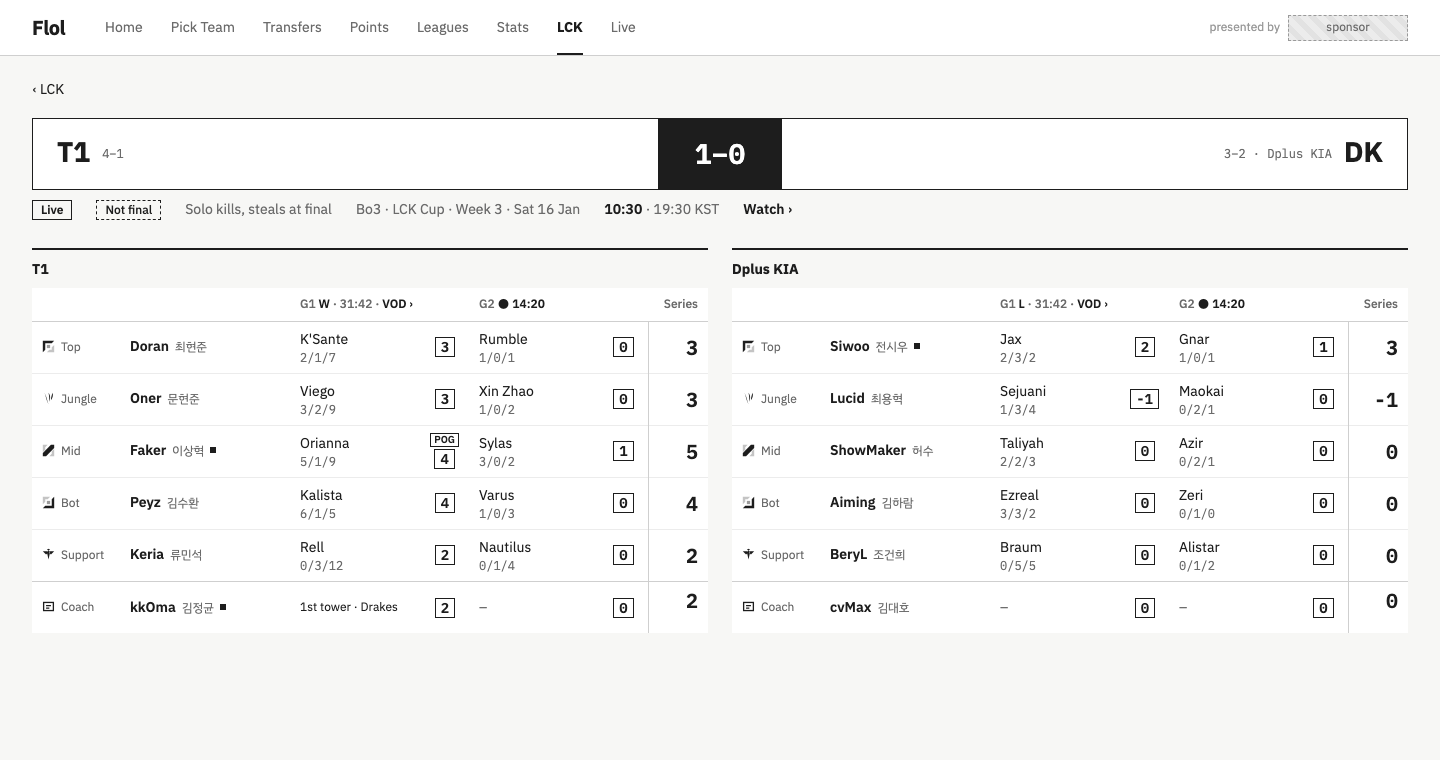 Flol Home Pick Team Transfers Points Leagues Stats LCK Live presented by sponsor
‹ LCK
T1 4–1 1–0 3–2 · Dplus KIA DK
Live Not final Solo kills, steals at final Bo3 · LCK Cup · Week 3 · Sat 16 Jan 10:30 · 19:30 KST Watch ›
T1
G1 W · 31:42 · VOD › G2 ● 14:20 Series
Top Doran 최현준 K'Sante 2/1/7 3 Rumble 1/0/1 0 3
Jungle Oner 문현준 Viego 3/2/9 3 Xin Zhao 1/0/2 0 3
Mid Faker 이상혁 Orianna 5/1/9 POG 4 Sylas 3/0/2 1 5
Bot Peyz 김수환 Kalista 6/1/5 4 Varus 1/0/3 0 4
Support Keria 류민석 Rell 0/3/12 2 Nautilus 0/1/4 0 2
Coach kkOma 김정균 1st tower · Drakes 2 – 0 2
Dplus KIA
G1 L · 31:42 · VOD › G2 ● 14:20 Series
Top Siwoo 전시우 Jax 2/3/2 2 Gnar 1/0/1 1 3
Jungle Lucid 최용혁 Sejuani 1/3/4 -1 Maokai 0/2/1 0 -1
Mid ShowMaker 허수 Taliyah 2/2/3 0 Azir 0/2/1 0 0
Bot Aiming 김하람 Ezreal 3/3/2 0 Zeri 0/1/0 0 0
Support BeryL 조건희 Braum 0/5/5 0 Alistar 0/1/2 0 0
Coach cvMax 김대호 – 0 – 0 0